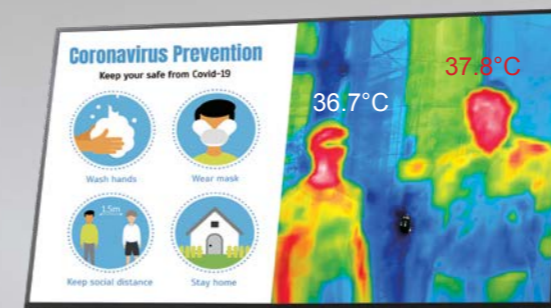 Coronavirus Prevention
Keep your safe from Covid-19
Wash hands
Wear mask
1.5m
Keep social distance
Stay home
36.7°C
37.8°C